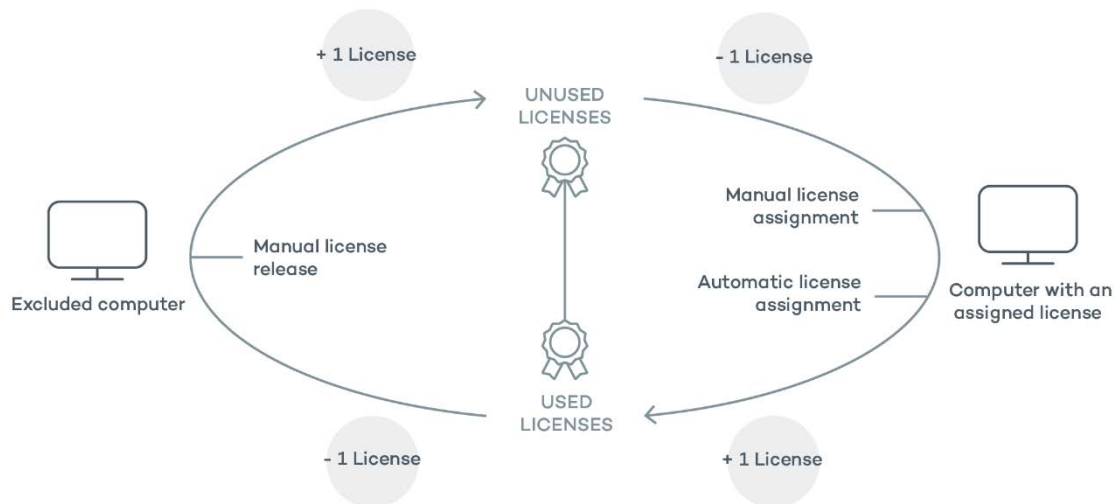 + 1 License
- 1 License
UNUSED
LICENSES
Manual license
assignment
Manual license
release
Automatic license
assignment
Excluded computer
Computer with an
assigned license
USED
LICENSES
- 1 License
+ 1 License